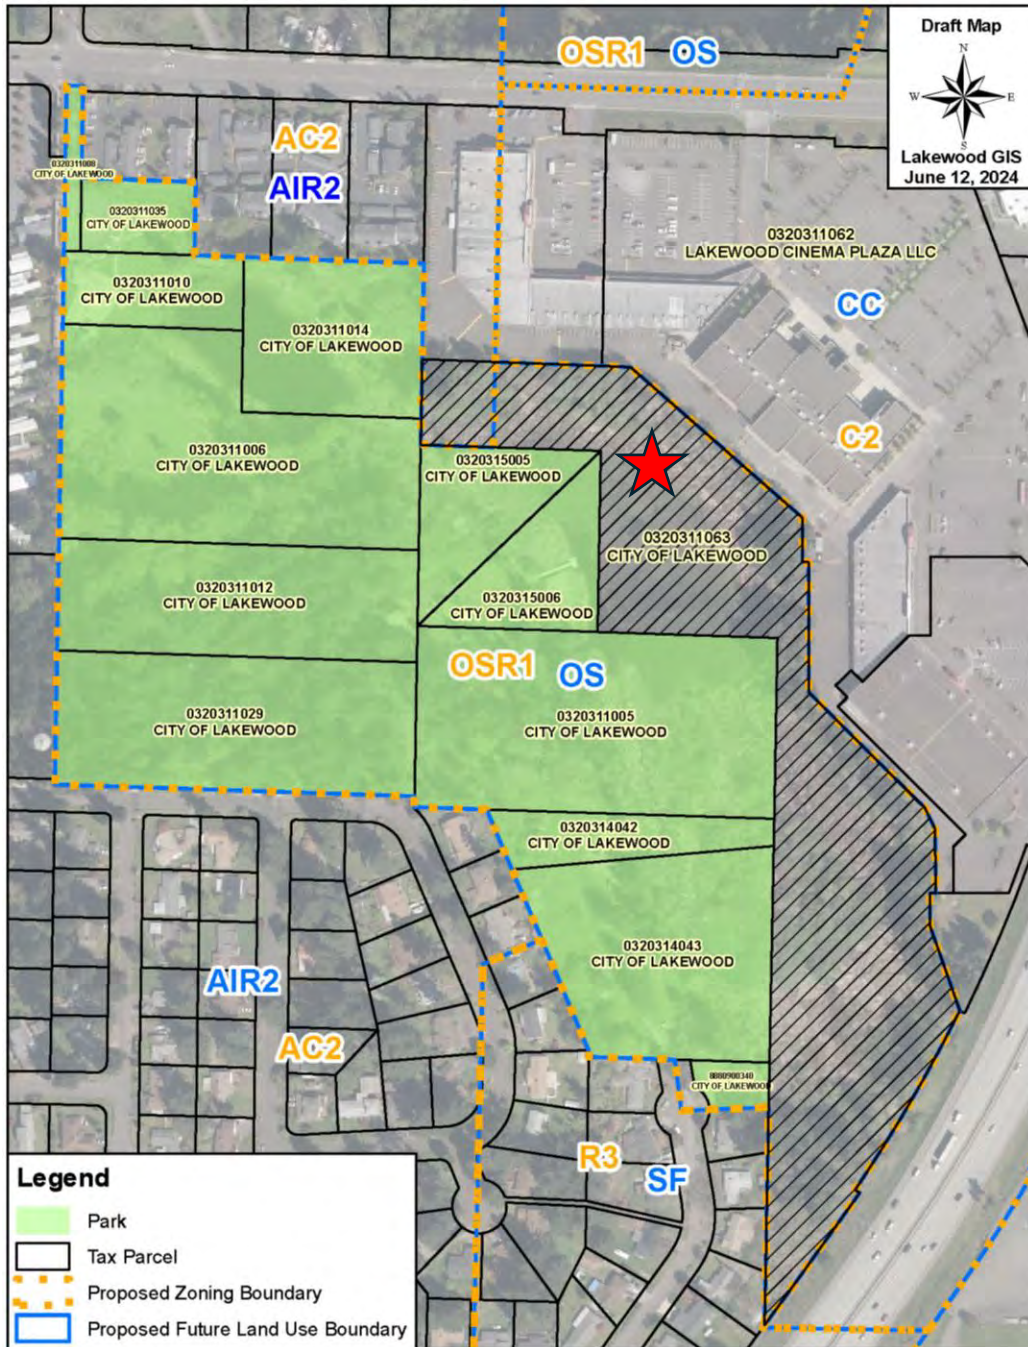 OSR1 OS
Draft Map
N
W E
S
Lakewood GIS
June 12, 2024
AC2
AIR2
0320311008
CITY OF LAKEWOOD
0320311035
CITY OF LAKEWOOD
0320311062
LAKEWOOD CINEMA PLAZA LLC
0320311010
CITY OF LAKEWOOD
CC
0320311014
CITY OF LAKEWOOD
C2
0320311006
CITY OF LAKEWOOD
0320315005
CITY OF LAKEWOOD
0320311063
CITY OF LAKEWOOD
0320311012
CITY OF LAKEWOOD
0320315006
CITY OF LAKEWOOD
OSR1 OS
0320311029
CITY OF LAKEWOOD
0320311005
CITY OF LAKEWOOD
0320314042
CITY OF LAKEWOOD
0320314043
CITY OF LAKEWOOD
AIR2
AC2
8880900340
CITY OF LAKEWOOD
R3
SF
Legend
Park
Tax Parcel
Proposed Zoning Boundary
Proposed Future Land Use Boundary